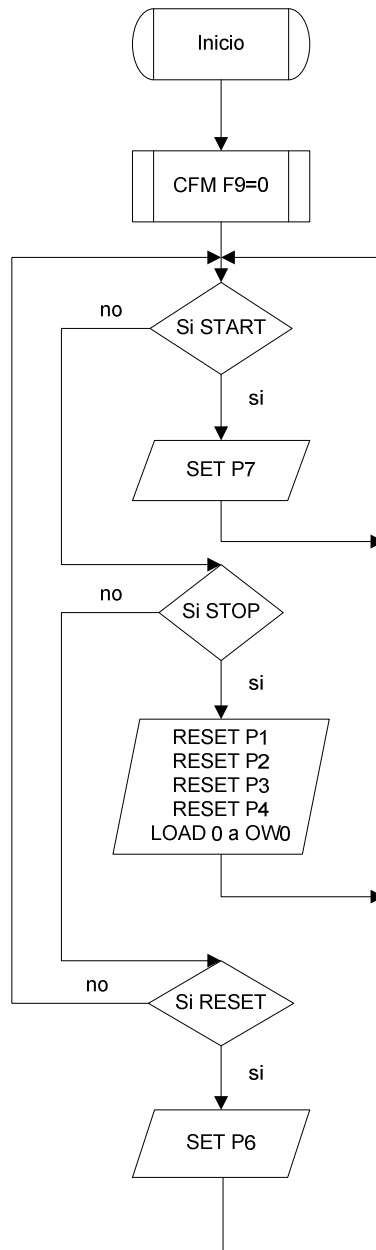 Inicio
CFM F9=0
no
Si START
si
SET P7
no
Si STOP
si
RESET P1
RESET P2
RESET P3
RESET P4
LOAD 0 a OW0
no
Si RESET
si
SET P6